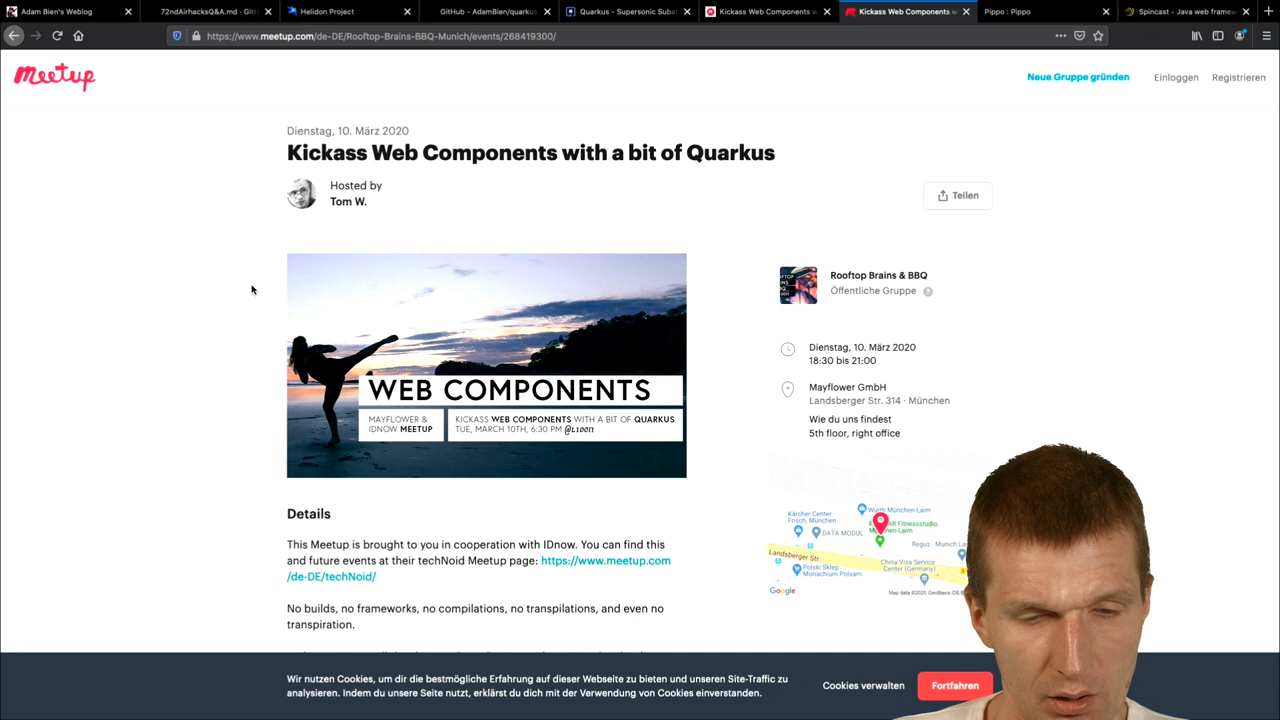 Adam Bien's Weblog
72ndAirhacksQ&A.md · GitH
Helidon Project
GitHub - AdamBien/quarkus
Quarkus - Supersonic Suba
Kickass Web Components w
Kickass Web Components w
Pippo : Pippo
Spincast – Java web framew
https://www.meetup.com/de-DE/Rooftop-Brains-BBQ-Munich/events/268419300/
meetup
Neue Gruppe gründen
Einloggen
Registrieren
Dienstag, 10. März 2020
Kickass Web Components with a bit of Quarkus
Hosted by
Tom W.
Teilen
WEB COMPONENTS
MAYFLOWER &
IDNOW MEETUP
KICKASS WEB COMPONENTS WITH A BIT OF QUARKUS
TUE, MARCH 10TH, 6:30 PM
Rooftop Brains & BBQ
Öffentliche Gruppe
Dienstag, 10. März 2020
18:30 bis 21:00
Mayflower GmbH
Landsberger Str. 314 · München
Wie du uns findest
5th floor, right office
Kärcher Center
Frisch, München
Würth München-Laim
Fitnessstudio
München-Laim
DATA MODUL
Regus - Munich
Landsberger Str.
China Visa Service
Center (Germany)
Polski Sklep
Monachium Polsam
Google
Map data ©2020
Details
This Meetup is brought to you in cooperation with IDnow. You can find this
and future events at their techNoid Meetup page: https://www.meetup.com
/de-DE/techNoid/
No builds, no frameworks, no compilations, no transpilations, and even no
transpiration.
Wir nutzen Cookies, um dir die bestmögliche Erfahrung auf dieser Webseite zu bieten und unseren Site-Traffic zu
analysieren. Indem du unsere Seite nutzt, erklärst du dich mit der Verwendung von Cookies einverstanden.
Cookies verwalten
Fortfahren